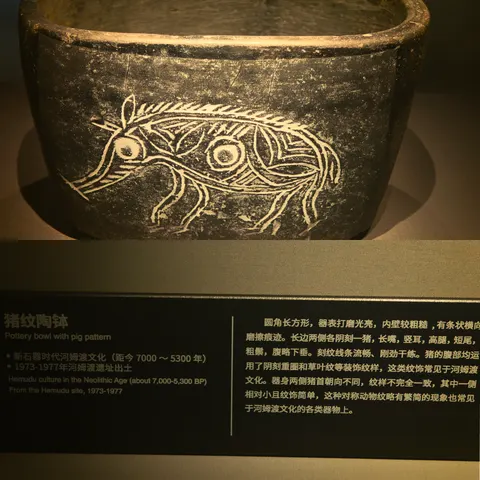 猪纹陶钵
Pottery bowl with pig pattern
• 新石器时代河姆渡文化（距今 7000 ～ 5300 年）
• 1973-1977年河姆渡遗址出土
Hemudu culture in the Neolithic Age (about 7,000-5,300 BP)
From the Hemudu site, 1973-1977
圆角长方形，器表打磨光亮，内壁较粗糙，有条状横向
磨擦痕迹。长边两侧各阴刻一猪，长嘴，竖耳，高腿，短尾，
粗鬃，腹略下垂。刻纹线条流畅、刚劲干练。猪的腹部均运
用了阴刻重圈和草叶纹等装饰纹样，这类纹饰常见于河姆渡
文化。器身两侧猪首朝向不同，纹样不完全一致，其中一侧
相对小且纹饰简单，这种对称动物纹略有繁简的现象也常见
于河姆渡文化的各类器物上。